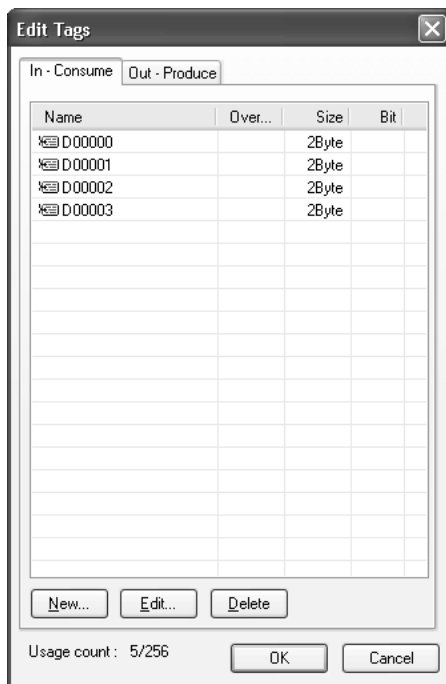 Edit Tags
In - Consume Out - Produce
Name Over... Size Bit
D00000 2Byte
D00001 2Byte
D00002 2Byte
D00003 2Byte
New... Edit... Delete
Usage count : 5/256
OK Cancel